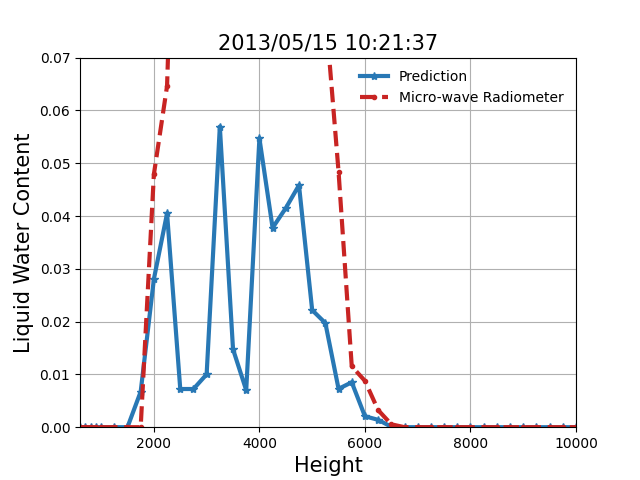 2013/05/15 10:21:37
Prediction
Micro-wave Radiometer
Liquid Water Content
0.07
0.06
0.05
0.04
0.03
0.02
0.01
0.00
2000 4000 6000 8000 10000
Height